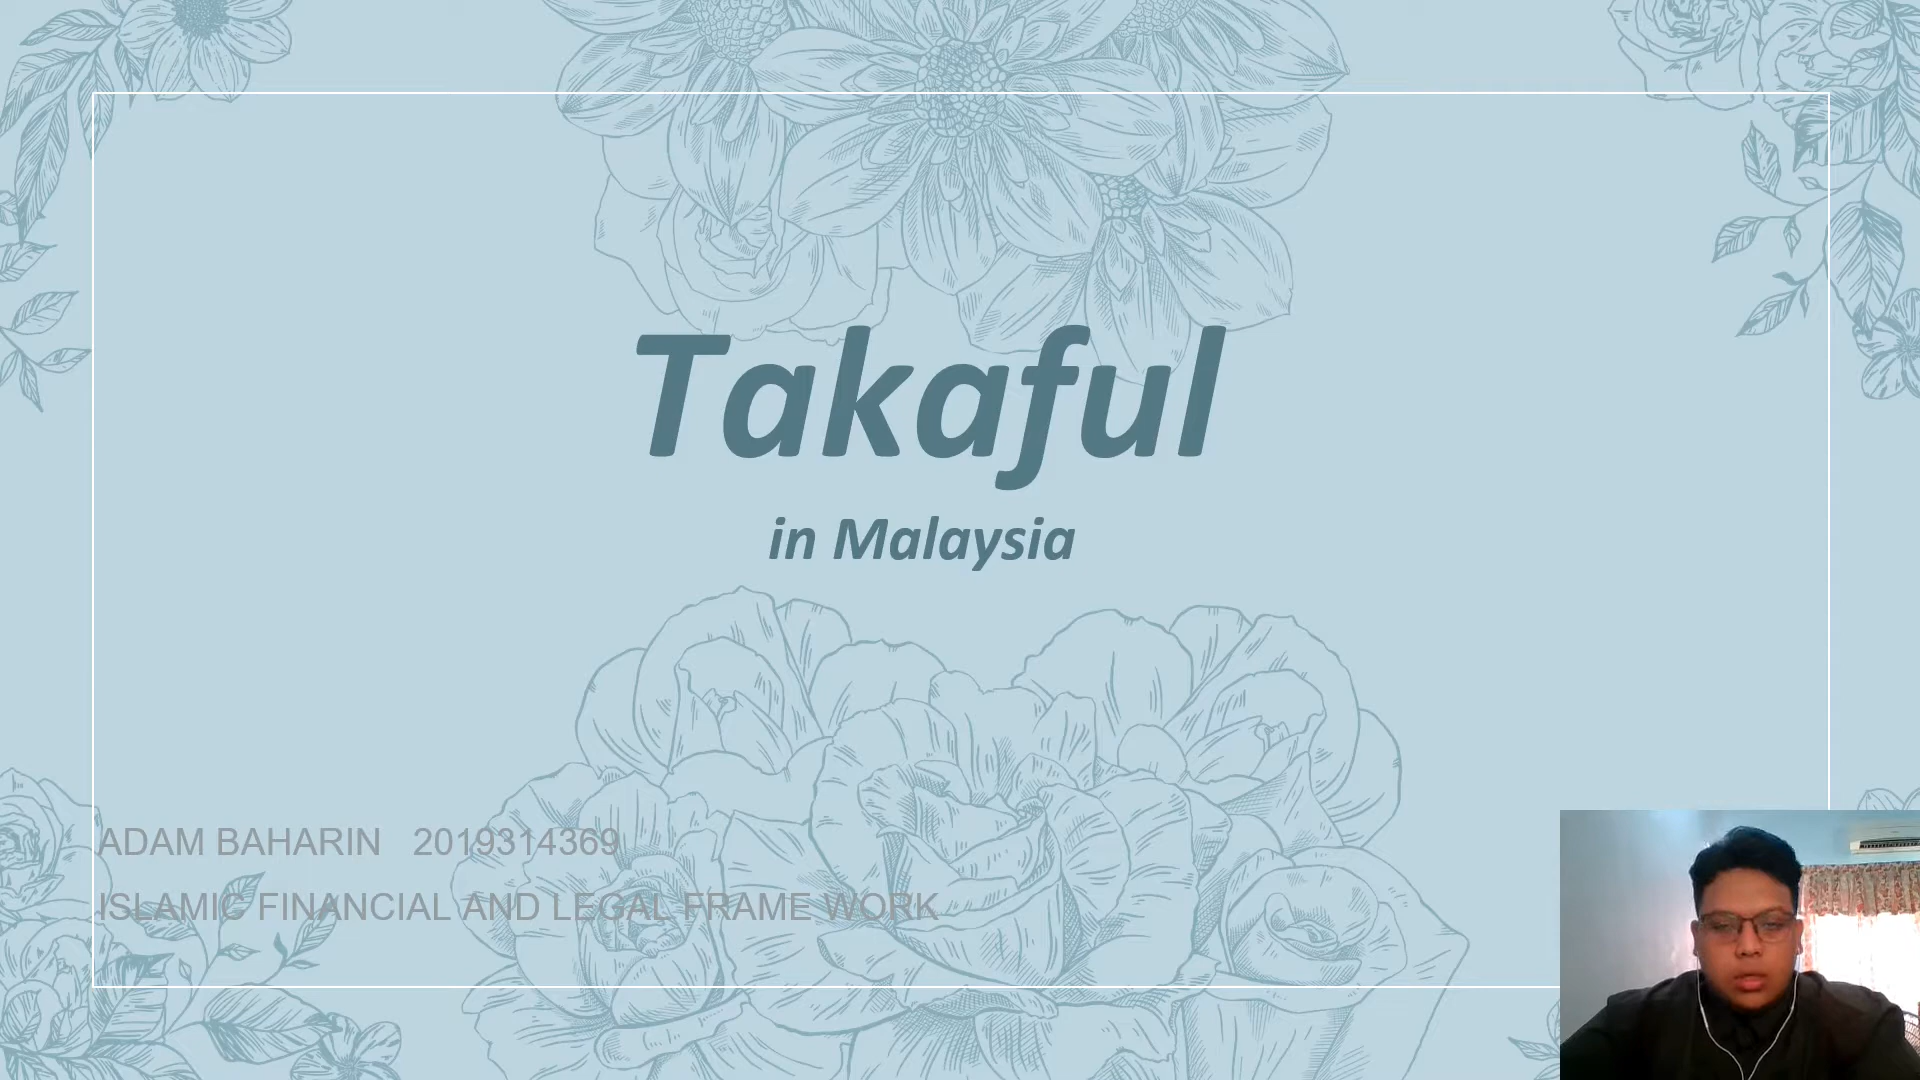 Takaful
in Malaysia
ADAM BAHARIN 2019314369
ISLAMIC FINANCIAL AND LEGAL FRAME WORK